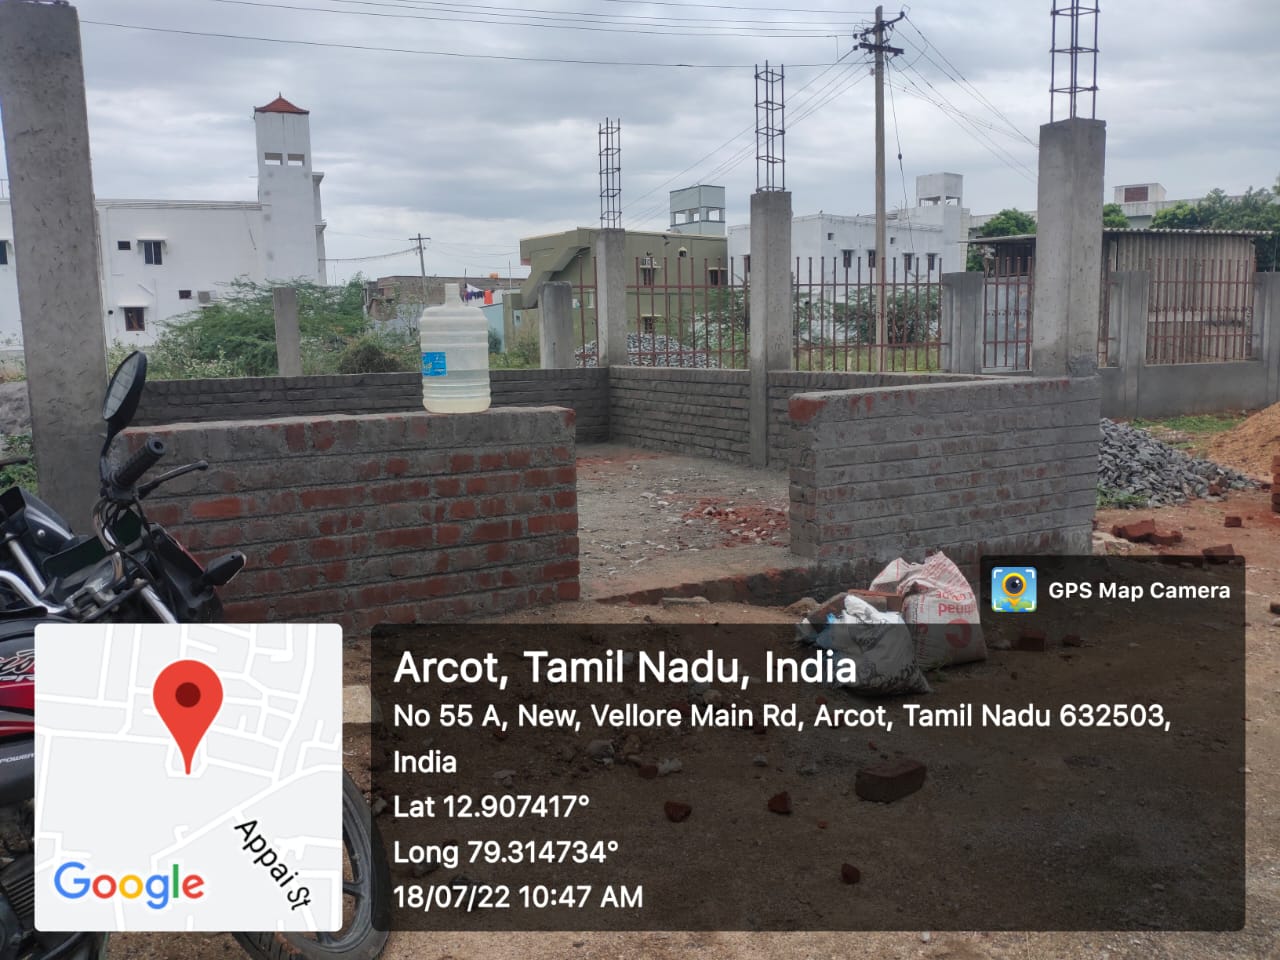 GPS Map Camera
Arcot, Tamil Nadu, India
No 55 A, New, Vellore Main Rd, Arcot, Tamil Nadu 632503,
India
Lat 12.907417°
Long 79.314734°
18/07/22 10:47 AM
Appai St
Google